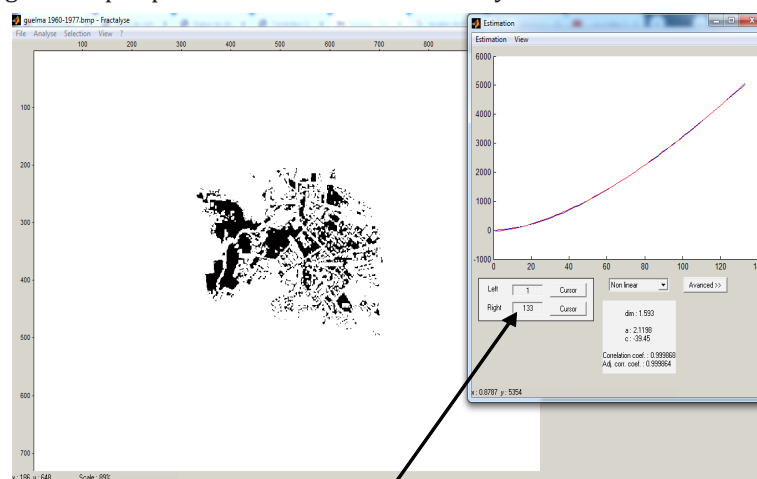 guelma 1960-1977.bmp - Fractalyse
File Analyse Selection View ?
100 200 300 400 500 600 700 800
100
200
300
400
500
600
700
x : 186 y : 648 Scale : 89%
Estimation
Estimation View
6000
5000
4000
3000
2000
1000
0
-1000
0 20 40 60 80 100 120
Left 1 Cursor
Right 133 Cursor
Non linear
Avanced >>
dim : 1.593
a : 2.1198
c : -39.45
Correlation coef. : 0.999868
Adj. corr. coef. : 0.999864
x : 0.8787 y : 5354